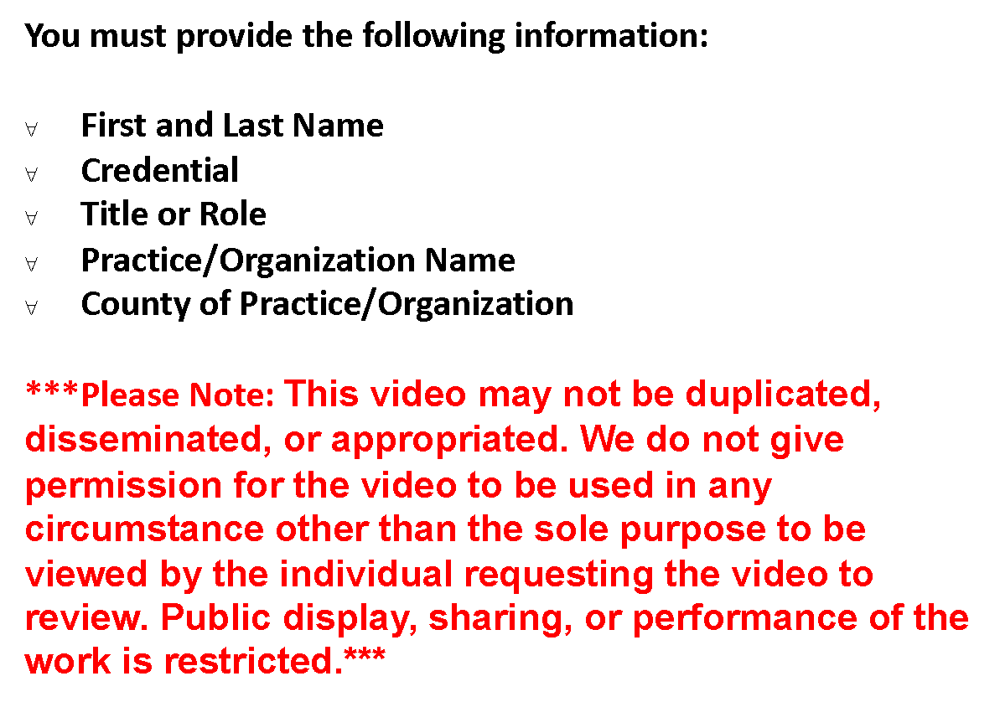 You must provide the following information:
∀ First and Last Name
∀ Credential
∀ Title or Role
∀ Practice/Organization Name
∀ County of Practice/Organization
***Please Note: This video may not be duplicated,
disseminated, or appropriated. We do not give
permission for the video to be used in any
circumstance other than the sole purpose to be
viewed by the individual requesting the video to
review. Public display, sharing, or performance of the
work is restricted.***